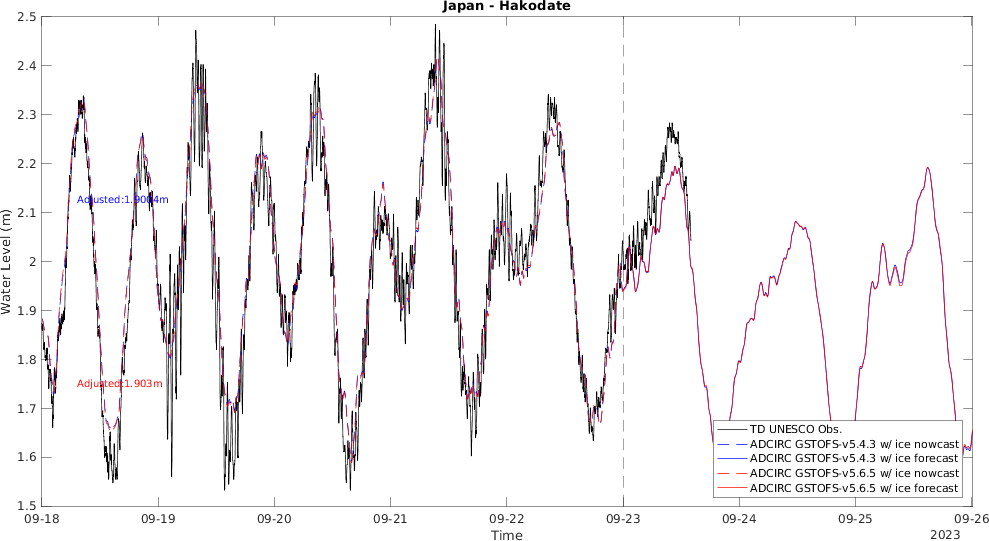 Japan - Hakodate
2.5
2.4
2.3
2.2
2.1
2
1.9
1.8
1.7
1.6
1.5
Water Level (m)
Adjusted:1.9004m
Adjusted:1.903m
TD UNESCO Obs.
ADCIRC GSTOFS-v5.4.3 w/ ice nowcast
ADCIRC GSTOFS-v5.4.3 w/ ice forecast
ADCIRC GSTOFS-v5.6.5 w/ ice nowcast
ADCIRC GSTOFS-v5.6.5 w/ ice forecast
09-18 09-19 09-20 09-21 09-22 09-23 09-24 09-25 09-26
Time
2023